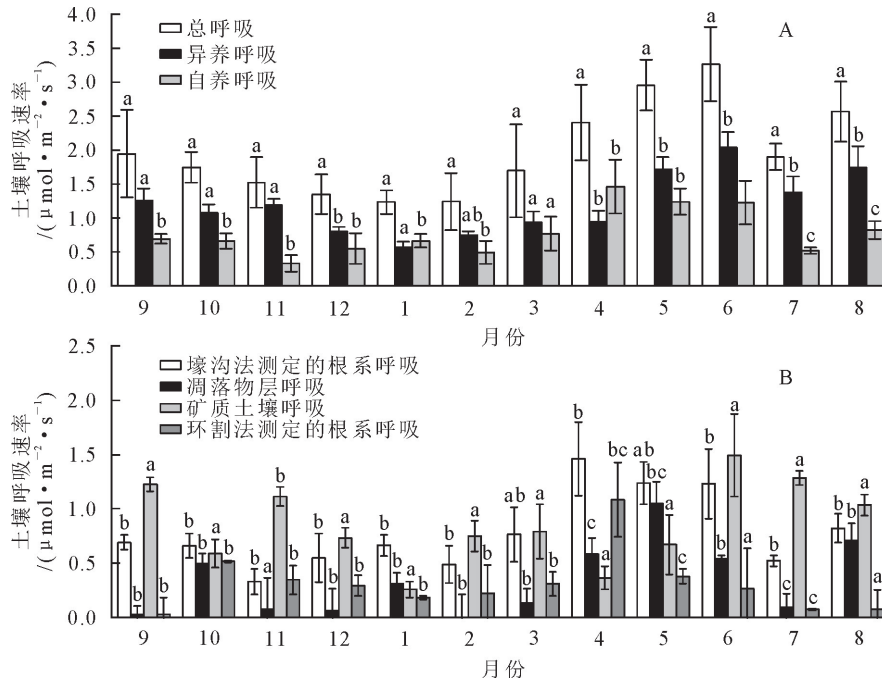 A
总呼吸
异养呼吸
自养呼吸
土壤呼吸速率
/(μmol·m⁻²·s⁻¹)
4.0
3.5
3.0
2.5
2.0
1.5
1.0
0.5
0.0
a a b
a a b
a a b
a b b
a a b
a ab b
a a a
a b a
a b b
a b b
a b c
a b c
9 10 11 12 1 2 3 4 5 6 7 8
月份
B
壕沟法测定的根系呼吸
凋落物层呼吸
矿质土壤呼吸
环割法测定的根系呼吸
土壤呼吸速率
/(μmol·m⁻²·s⁻¹)
2.5
2.0
1.5
1.0
0.5
0.0
b b a b
b b a b
b a b b
b b a b
a b b b
b b a b
ab b a b
b c a bc
ab bc a c
b b a a
b c a c
b b a a
9 10 11 12 1 2 3 4 5 6 7 8
月份